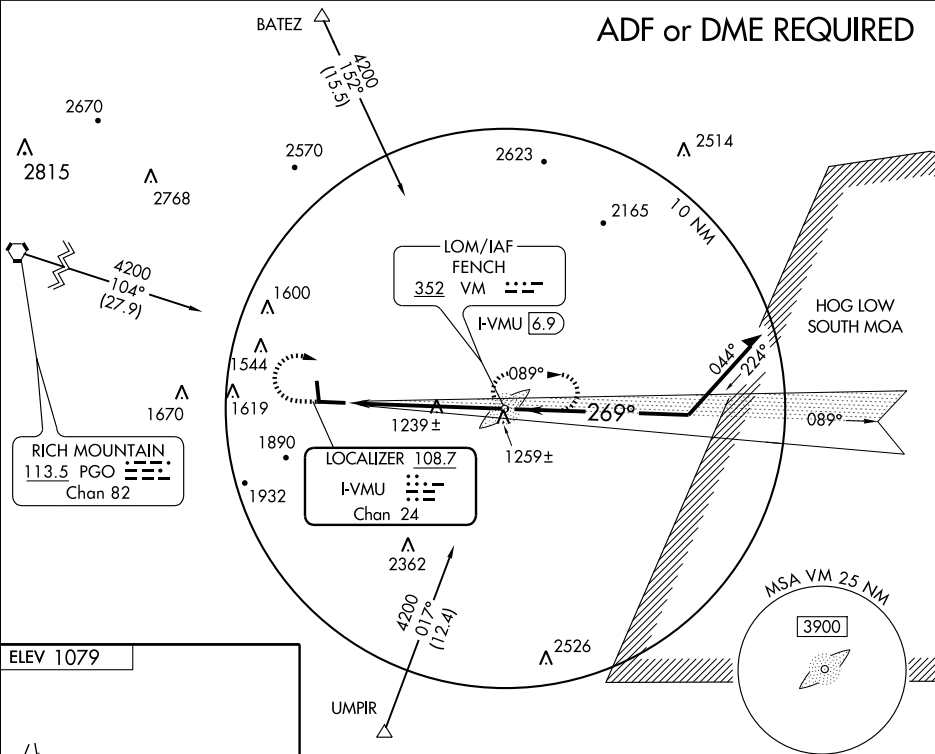 ADF or DME REQUIRED
BATEZ
4200
152°
(15.5)
2670
2815
2768
2570
2623
2514
2165
10 NM
4200
104°
(27.9)
LOM/IAF
FENCH
352 VM
I-VMU 6.9
HOG LOW
SOUTH MOA
1600
1544
1670
1619
089°
044°
224°
269°
089°
1239 ±
1259±
RICH MOUNTAIN
113.5 PGO
Chan 82
1890
1932
LOCALIZER 108.7
I-VMU
Chan 24
2362
4200
017°
(12.4)
2526
MSA VM 25 NM
3900
ELEV 1079
UMPIR